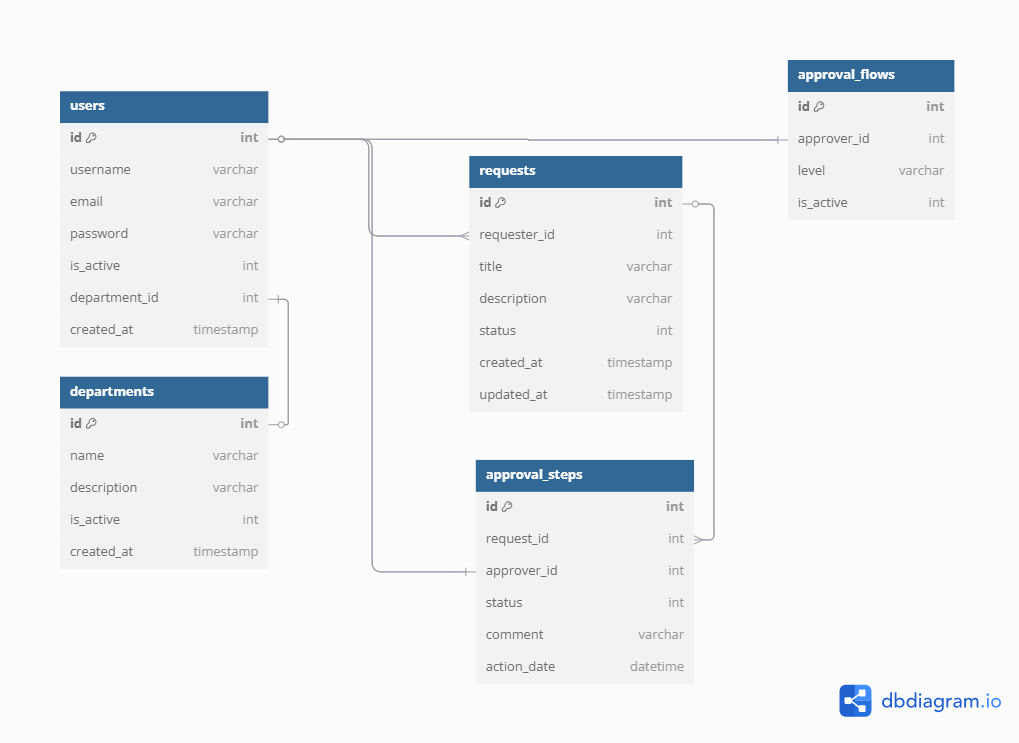 users
id int
username varchar
email varchar
password varchar
is_active int
department_id int
created_at timestamp
departments
id int
name varchar
description varchar
is_active int
created_at timestamp
requests
id int
requester_id int
title varchar
description varchar
status int
created_at timestamp
updated_at timestamp
approval_steps
id int
request_id int
approver_id int
status int
comment varchar
action_date datetime
approval_flows
id int
approver_id int
level varchar
is_active int
dbdiagram.io